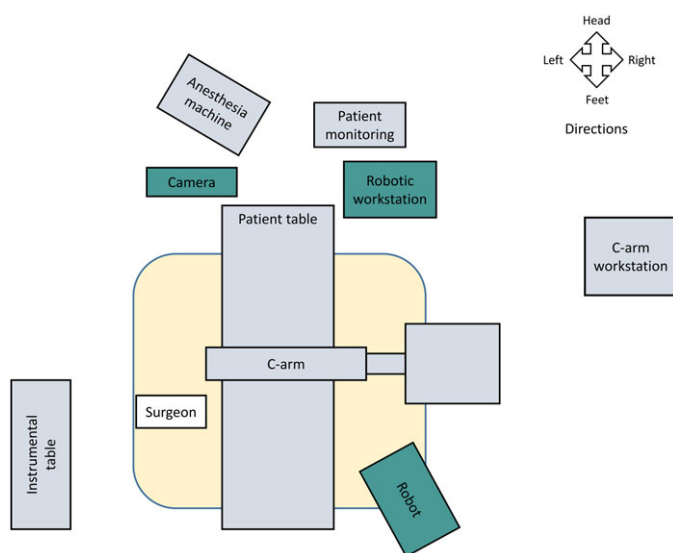 Head
Left
Right
Feet
Directions
Anesthesia
machine
Patient
monitoring
Camera
Robotic
workstation
Patient table
C-arm
workstation
C-arm
Surgeon
Instrumental
table
Robot